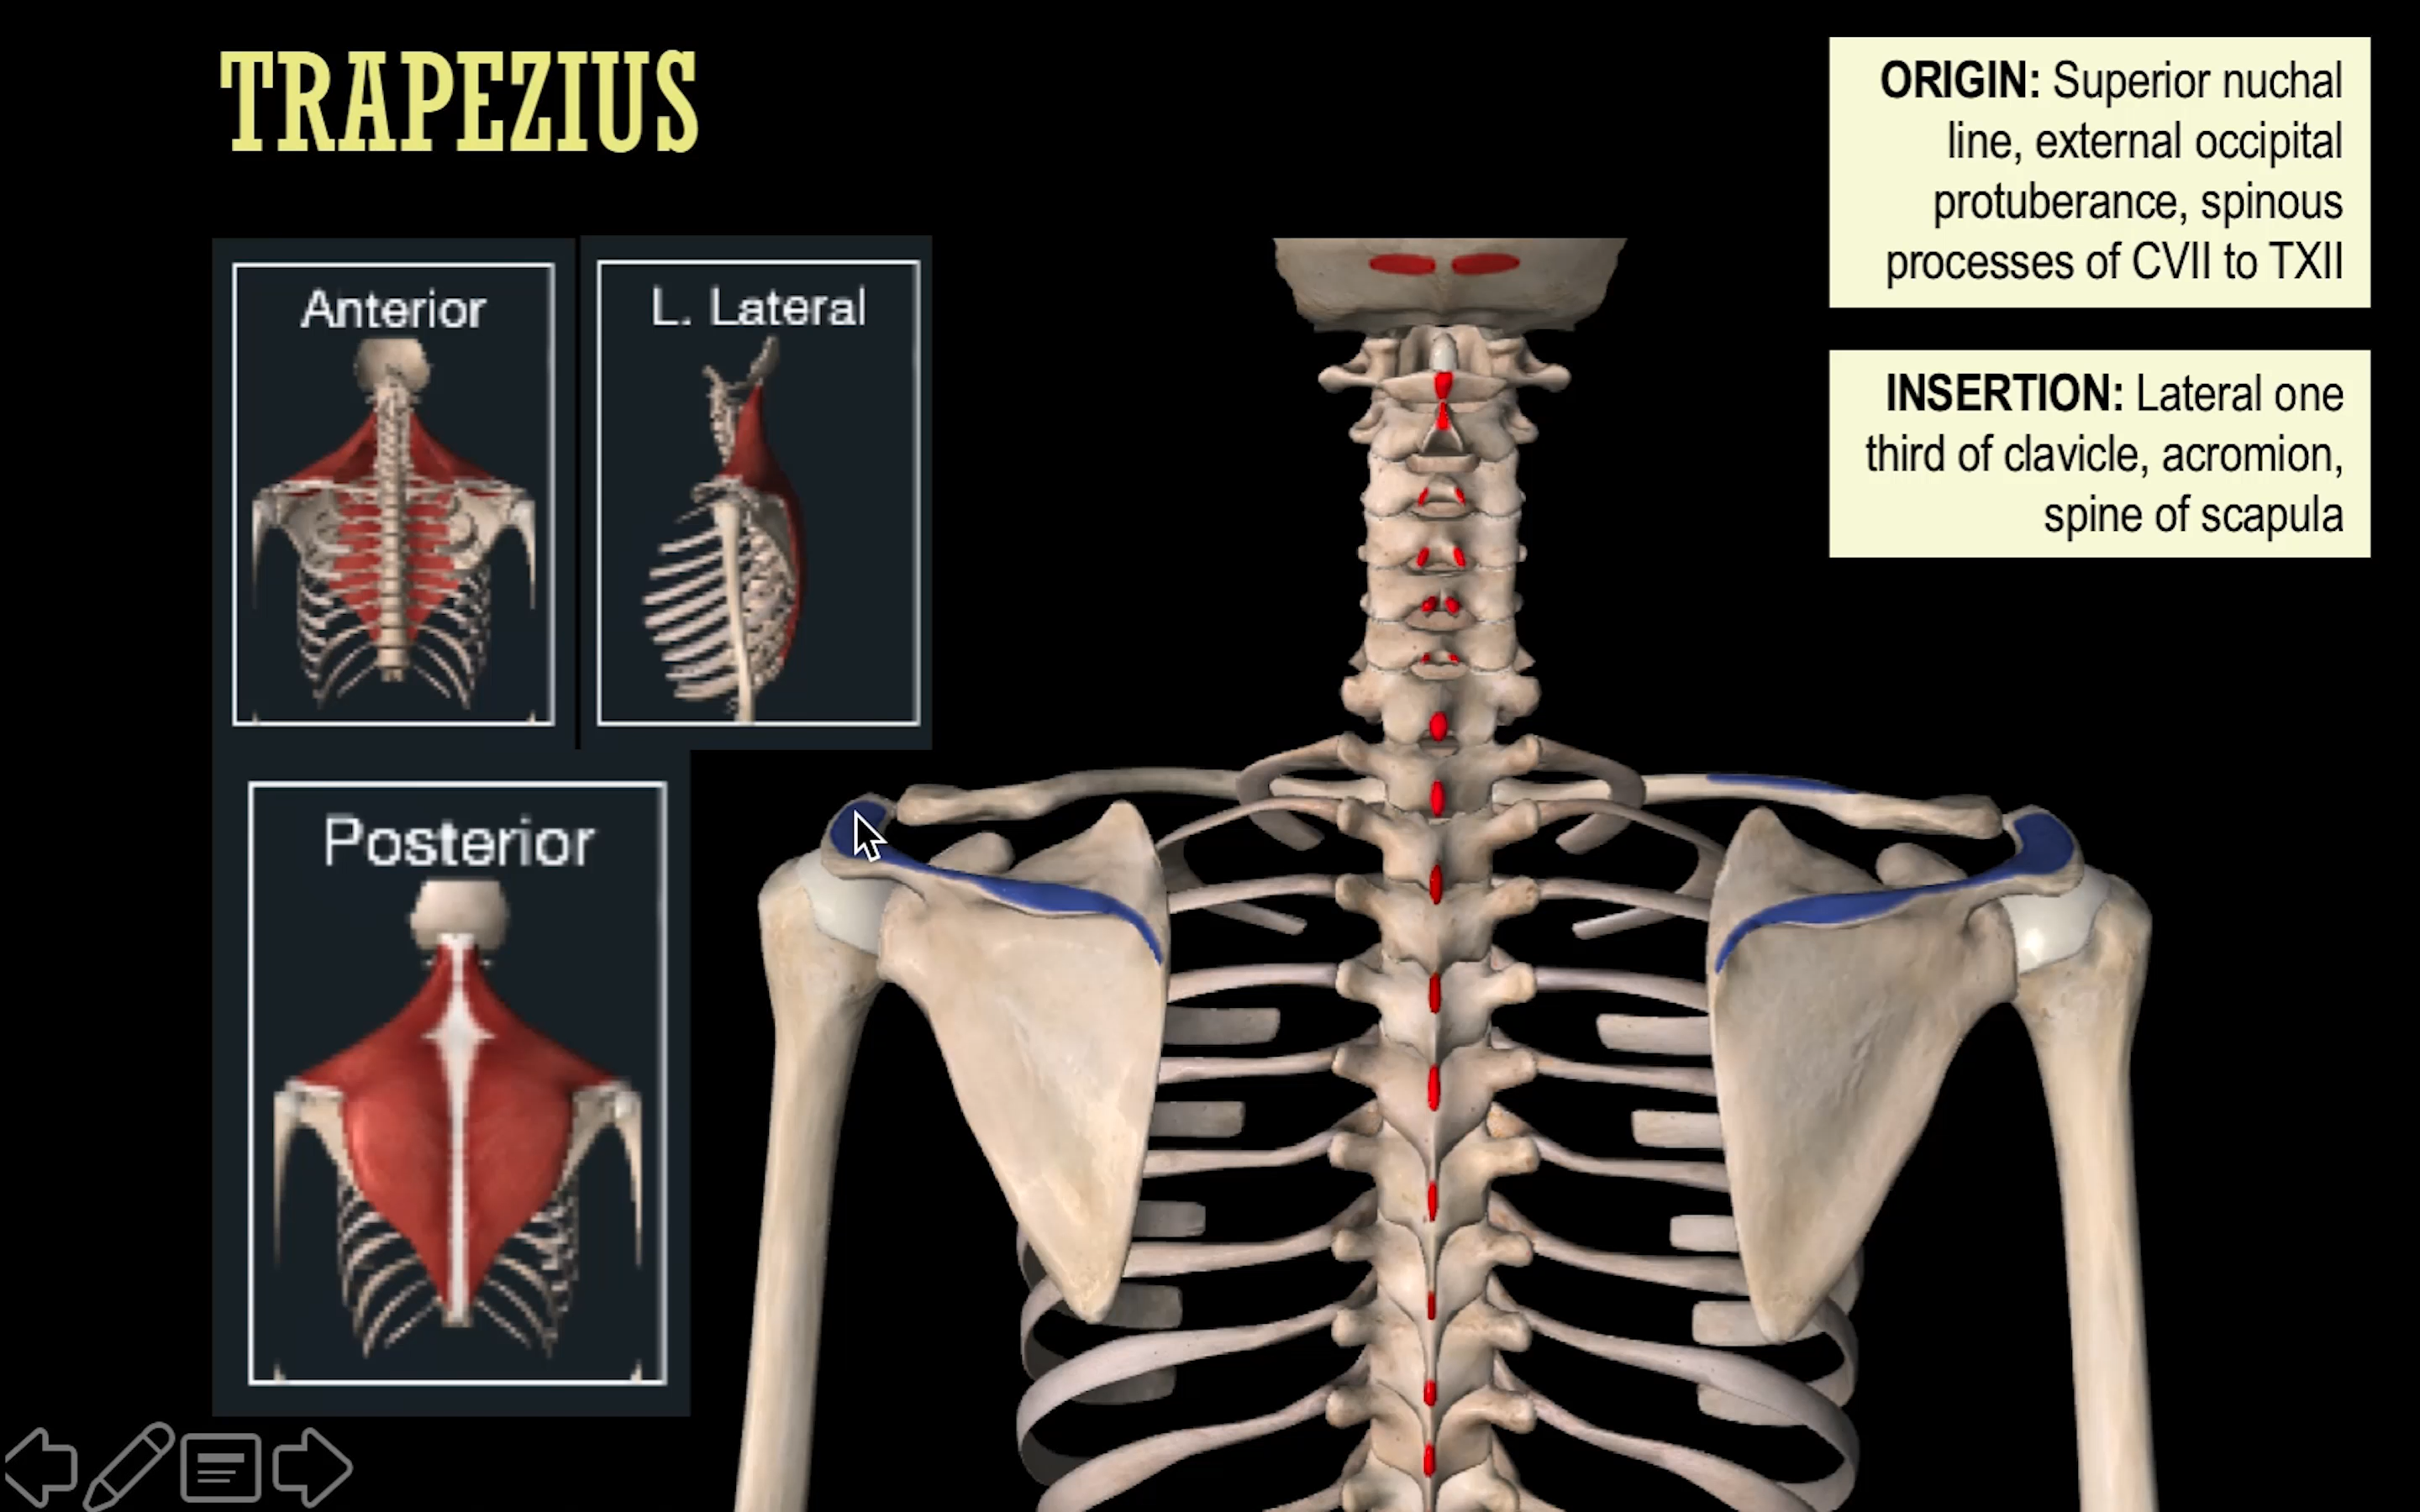 TRAPEZIUS
ORIGIN: Superior nuchal
line, external occipital
protuberance, spinous
processes of CVII to TXII
INSERTION: Lateral one
third of clavicle, acromion,
spine of scapula
Anterior
L. Lateral
Posterior